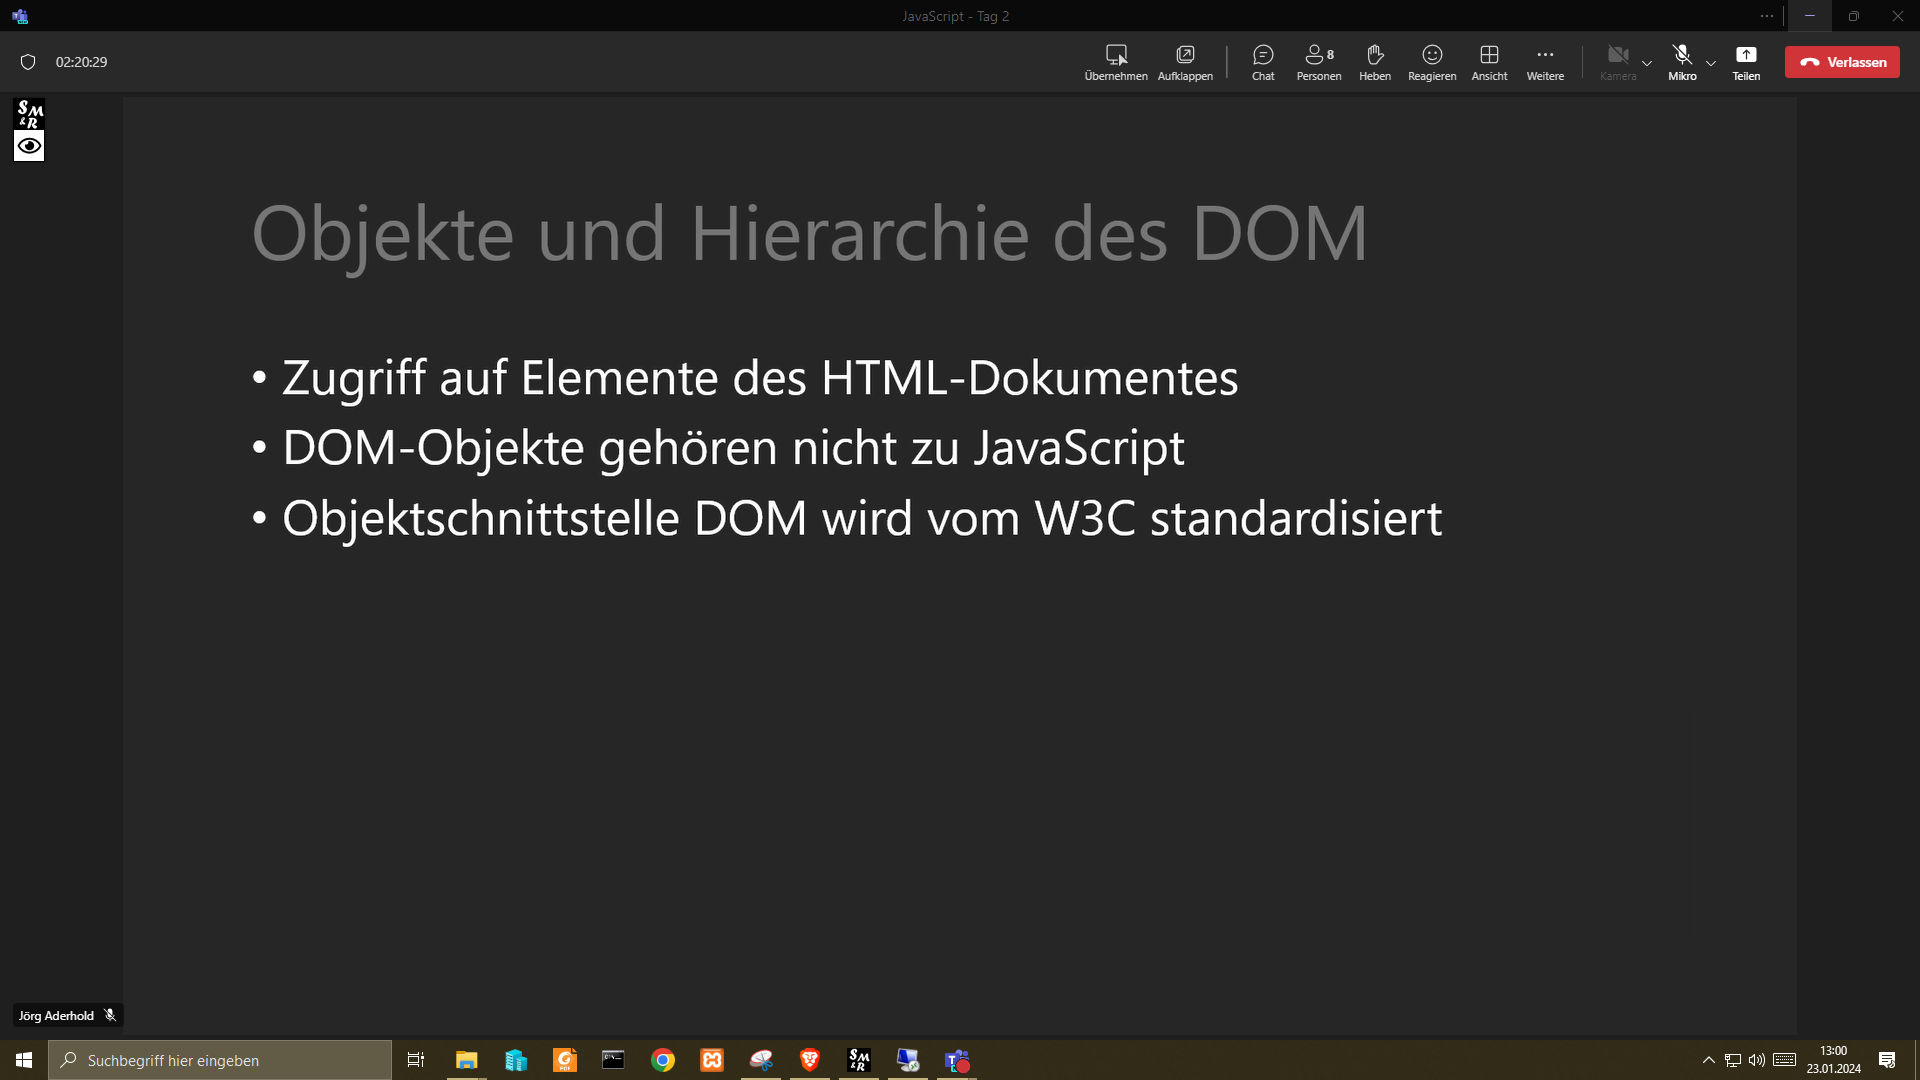 JavaScript - Tag 2
02:20:29
Übernehmen
Aufklappen
Chat
8
Personen
Heben
Reagieren
Ansicht
Weitere
Kamera
Mikro
Teilen
Verlassen
S M & R
Objekte und Hierarchie des DOM
• Zugriff auf Elemente des HTML-Dokumentes
• DOM-Objekte gehören nicht zu JavaScript
• Objektschnittstelle DOM wird vom W3C standardisiert
Jörg Aderhold
Suchbegriff hier eingeben
PDF
S M & R
13:00
23.01.2024